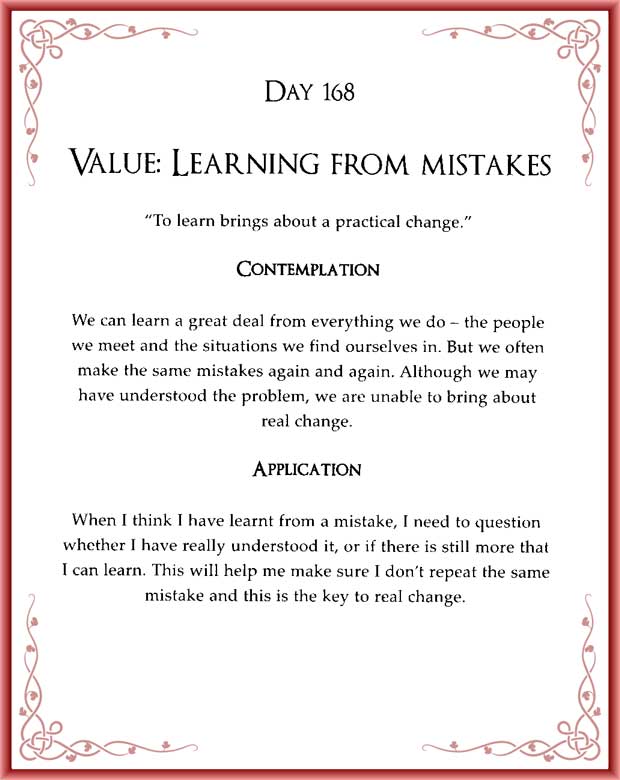 Day 168
Value: Learning from mistakes
“To learn brings about a practical change.”
Contemplation
We can learn a great deal from everything we do – the people
we meet and the situations we find ourselves in. But we often
make the same mistakes again and again. Although we may
have understood the problem, we are unable to bring about
real change.
Application
When I think I have learnt from a mistake, I need to question
whether I have really understood it, or if there is still more that
I can learn. This will help me make sure I don’t repeat the same
mistake and this is the key to real change.